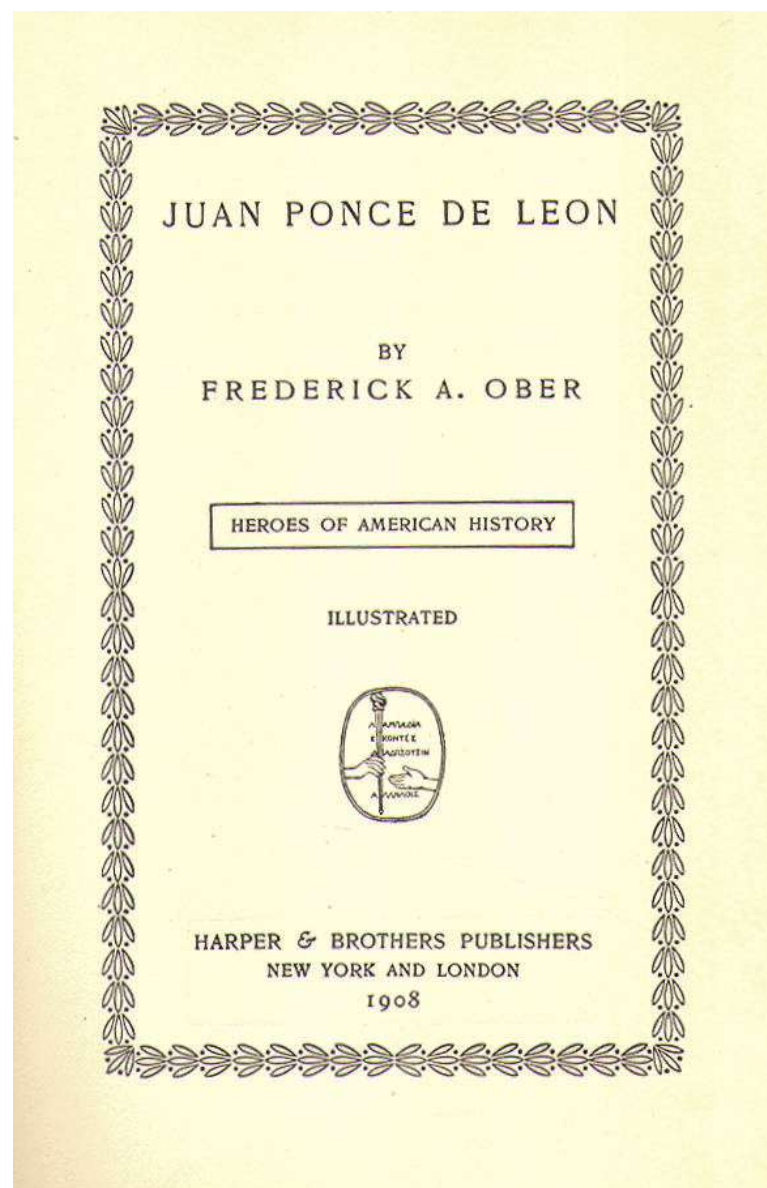 JUAN PONCE DE LEON
BY
FREDERICK A. OBER
HEROES OF AMERICAN HISTORY
ILLUSTRATED
HARPER & BROTHERS PUBLISHERS
NEW YORK AND LONDON
1908